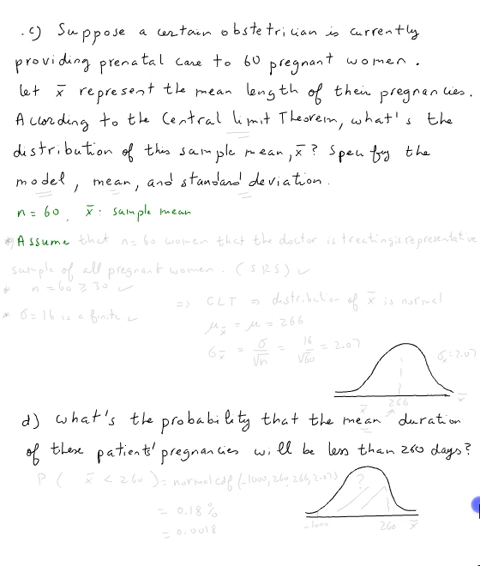 .c) Suppose a certain obstetrician is currently
providing prenatal care to 60 pregnant women.
let x̄ represent the mean length of their pregnancies.
According to the Central limit Theorem, what's the
distribution of this sample mean, x̄? Specify the
model, mean, and standard deviation.
n = 60, x̄: sample mean
Assume that n = 60 women that the doctor is treating is representative
sample of all pregnant women. (SRS) ✓
* n = 60 ≥ 30 ✓
* σ = 16 is a finite ✓
=> CLT => distribution of x̄ is normal
μx̄ = μ = 266
σx̄ = σ/√n = 16/√60 = 2.07
σx̄ = 2.07
266 x̄
d) what's the probability that the mean duration
of these patients' pregnancies will be less than 260 days?
P ( x̄ < 260 ) = normalcdf (-1000, 260, 266, 2.07)
= 0.18%
= 0.0018
?
-1000 260 x̄